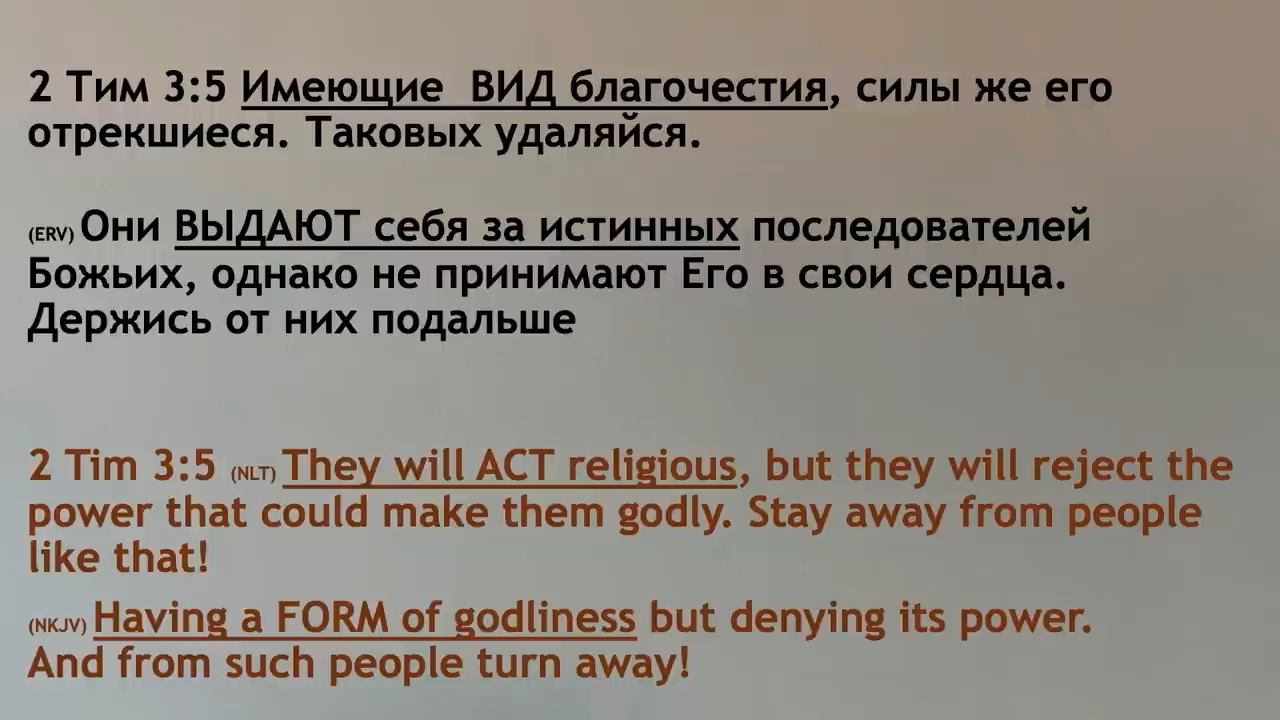 2 Тим 3:5 Имеющие ВИД благочестия, силы же его
отрекшиеся. Таковых удаляйся.
(ERV) Они ВЫДАЮТ себя за истинных последователей
Божьих, однако не принимают Его в свои сердца.
Держись от них подальше
2 Tim 3:5 (NLT) They will ACT religious, but they will reject the
power that could make them godly. Stay away from people
like that!
(NKJV) Having a FORM of godliness but denying its power.
And from such people turn away!